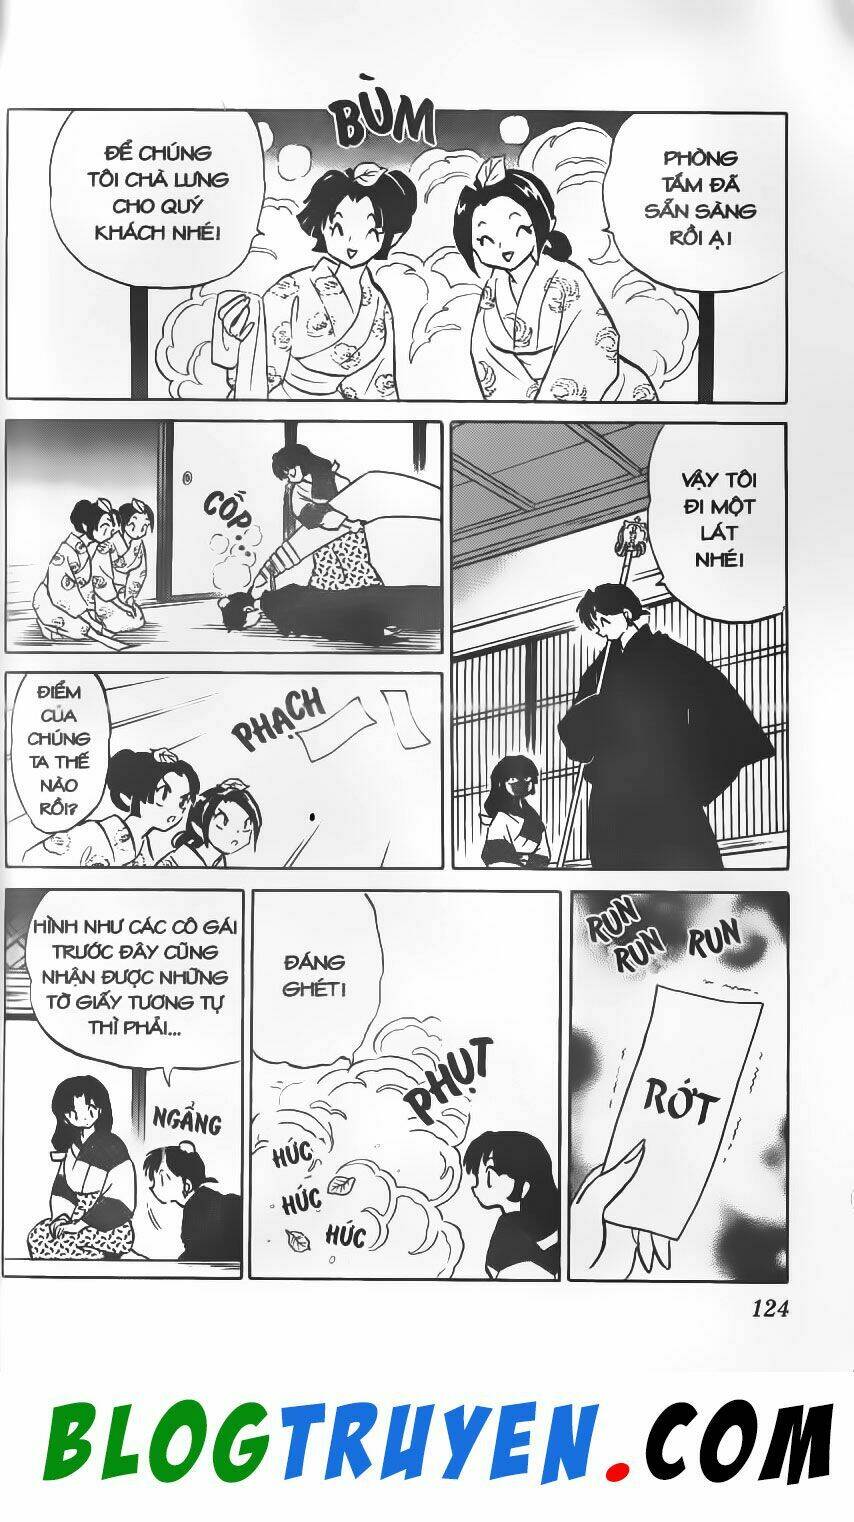 BÙM
PHÒNG
TẮM ĐÃ
SẴN SÀNG
RỒI Ạ!
ĐỂ CHÚNG
TÔI CHÀ LƯNG
CHO QUÝ
KHÁCH NHÉ!
VẬY TÔI
ĐI MỘT
LÁT
NHÉ!
CỐP
PHẠCH
ĐIỂM
CỦA
CHÚNG
TA THẾ
NÀO
RỒI?
RUN
RUN
RUN
RỚT
ĐÁNG
GHÉT!
PHỤT
HÚC
HÚC
HÚC
HÌNH NHƯ CÁC CÔ GÁI
TRƯỚC ĐÂY CŨNG
NHẬN ĐƯỢC NHỮNG
TỜ GIẤY TƯƠNG TỰ
THÌ PHẢI...
NGẨNG
124
BLOGTRUYEN.COM